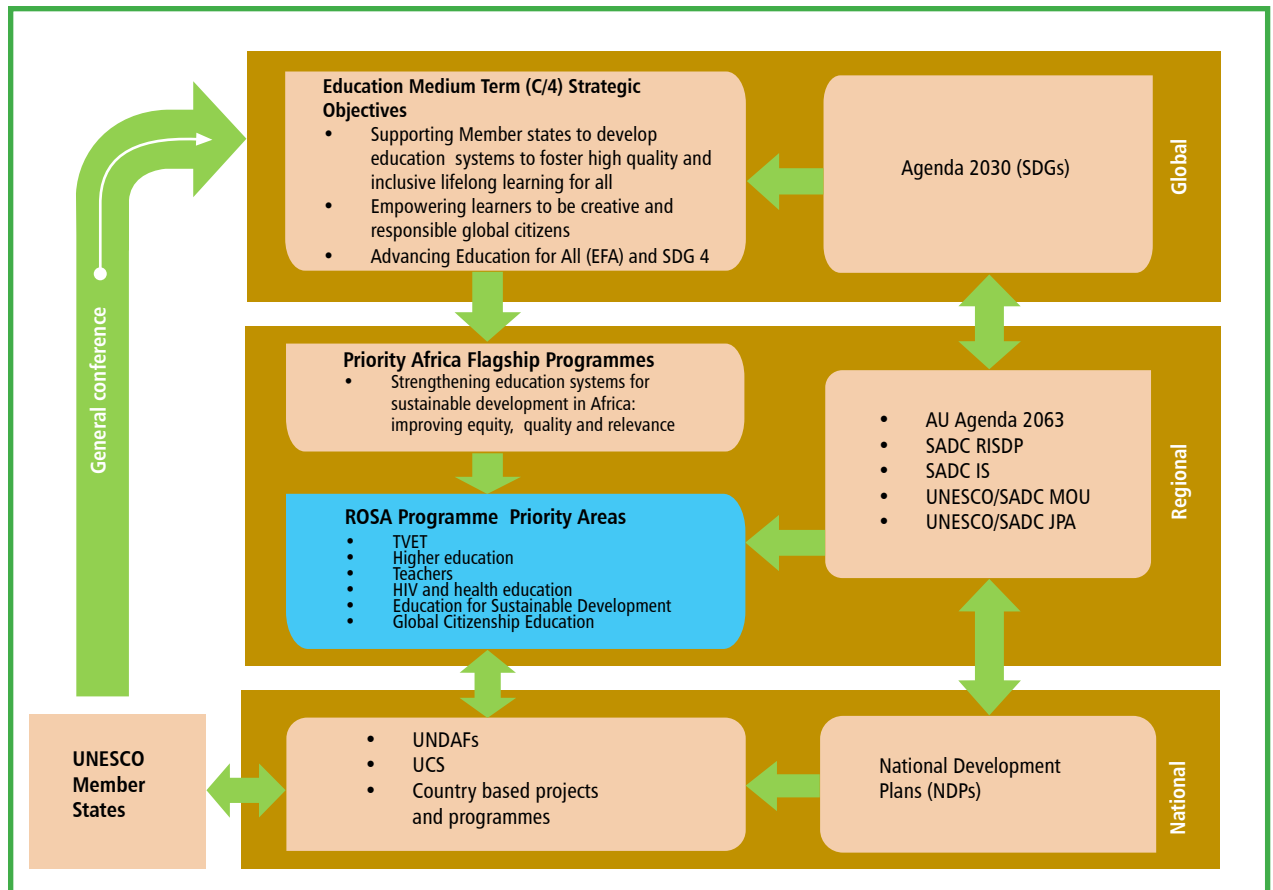 Education Medium Term (C/4) Strategic
Objectives
• Supporting Member states to develop
education systems to foster high quality and
inclusive lifelong learning for all
• Empowering learners to be creative and
responsible global citizens
• Advancing Education for All (EFA) and SDG 4
Agenda 2030 (SDGs)
Global
General conference
Priority Africa Flagship Programmes
• Strengthening education systems for
sustainable development in Africa:
improving equity, quality and relevance
ROSA Programme Priority Areas
• TVET
• Higher education
• Teachers
• HIV and health education
• Education for Sustainable Development
• Global Citizenship Education
• AU Agenda 2063
• SADC RISDP
• SADC IS
• UNESCO/SADC MOU
• UNESCO/SADC JPA
Regional
UNESCO
Member
States
• UNDAFs
• UCS
• Country based projects
and programmes
National Development
Plans (NDPs)
National